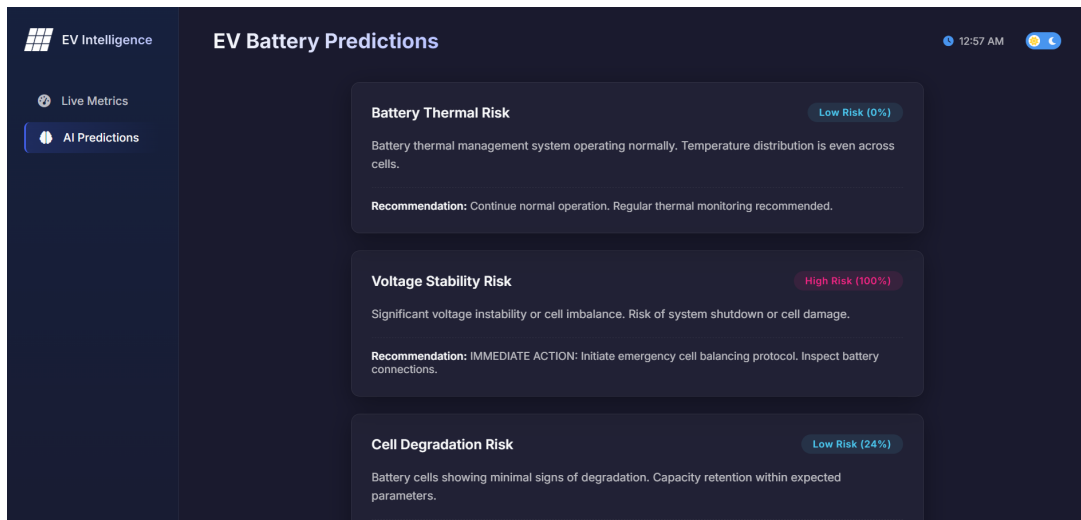 EV Intelligence
EV Battery Predictions
12:57 AM
Live Metrics
AI Predictions
Battery Thermal Risk
Low Risk (0%)
Battery thermal management system operating normally. Temperature distribution is even across
cells.
Recommendation: Continue normal operation. Regular thermal monitoring recommended.
Voltage Stability Risk
High Risk (100%)
Significant voltage instability or cell imbalance. Risk of system shutdown or cell damage.
Recommendation: IMMEDIATE ACTION: Initiate emergency cell balancing protocol. Inspect battery
connections.
Cell Degradation Risk
Low Risk (24%)
Battery cells showing minimal signs of degradation. Capacity retention within expected
parameters.